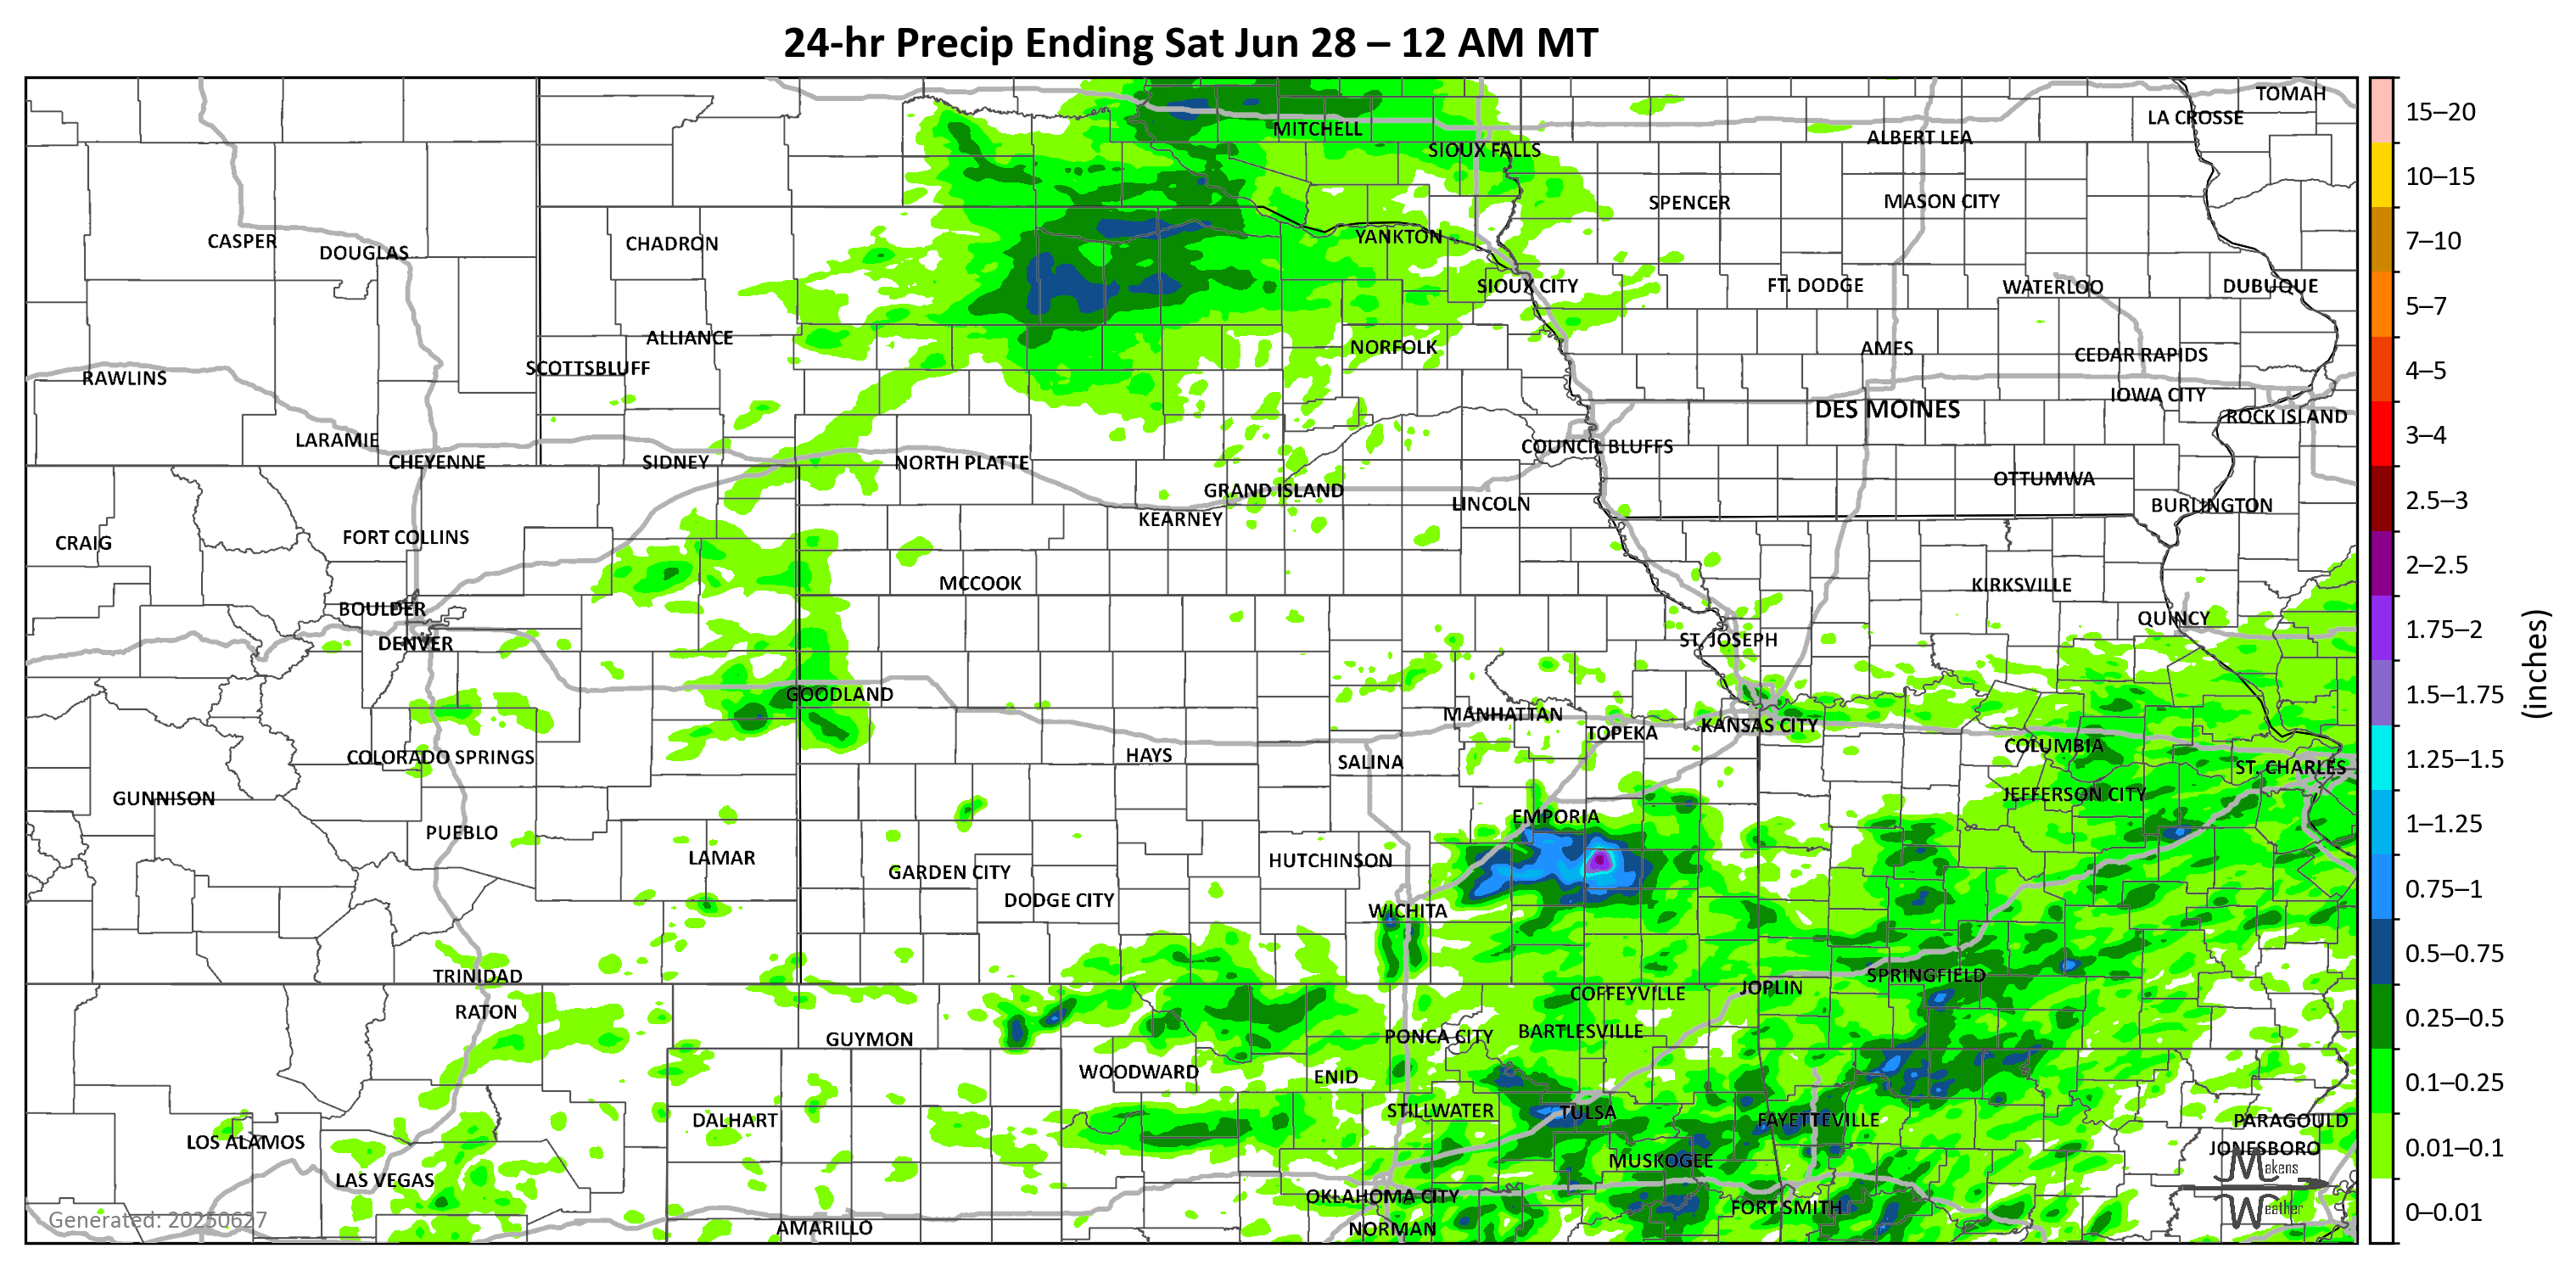 24-hr Precip Ending Sat Jun 28 – 12 AM MT
TOMAH
LA CROSSE
MITCHELL
ALBERT LEA
SIOUX FALLS
SPENCER
MASON CITY
CASPER
DOUGLAS
CHADRON
YANKTON
SIOUX CITY
FT. DODGE
WATERLOO
DUBUQUE
ALLIANCE
NORFOLK
AMES
CEDAR RAPIDS
SCOTTSBLUFF
RAWLINS
IOWA CITY
DES MOINES
ROCK ISLAND
LARAMIE
COUNCIL BLUFFS
CHEYENNE
SIDNEY
NORTH PLATTE
OTTUMWA
GRAND ISLAND
LINCOLN
BURLINGTON
KEARNEY
FORT COLLINS
CRAIG
MCCOOK
KIRKSVILLE
BOULDER
QUINCY
DENVER
ST. JOSEPH
GOODLAND
MANHATTAN
KANSAS CITY
TOPEKA
COLUMBIA
COLORADO SPRINGS
HAYS
SALINA
ST. CHARLES
GUNNISON
JEFFERSON CITY
EMPORIA
PUEBLO
LAMAR
HUTCHINSON
GARDEN CITY
DODGE CITY
WICHITA
TRINIDAD
SPRINGFIELD
JOPLIN
COFFEYVILLE
RATON
BARTLESVILLE
PONCA CITY
GUYMON
WOODWARD
ENID
STILLWATER
TULSA
DALHART
FAYETTEVILLE
PARAGOULD
LOS ALAMOS
JONESBORO
MUSKOGEE
Makens
LAS VEGAS
OKLAHOMA CITY
FORT SMITH
Weather
Generated: 20250627
AMARILLO
NORMAN
15–20
10–15
7–10
5–7
4–5
3–4
2.5–3
2–2.5
1.75–2
1.5–1.75
1.25–1.5
1–1.25
0.75–1
0.5–0.75
0.25–0.5
0.1–0.25
0.01–0.1
0–0.01
(inches)